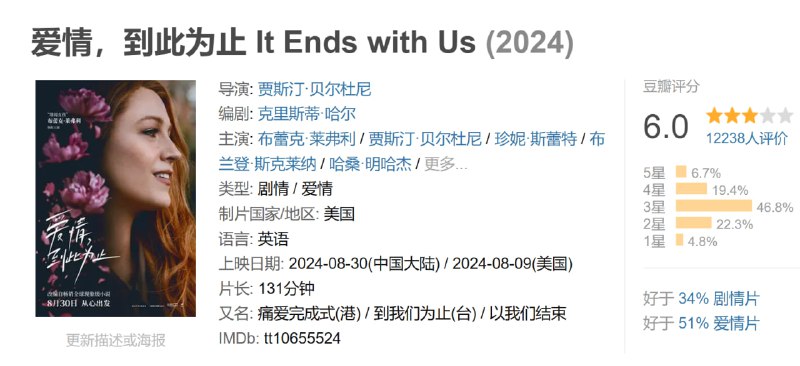 爱情，到此为止 It Ends with Us (2024)
布蕾克·莱弗利
爱情，
到此为止
8月30日 从心出发
更新描述或海报
导演: 贾斯汀·贝尔杜尼
编剧: 克里斯蒂·哈尔
主演: 布蕾克·莱弗利 / 贾斯汀·贝尔杜尼 / 珍妮·斯蕾特 / 布
兰登·斯克莱纳 / 哈桑·明哈杰 / 更多...
类型: 剧情 / 爱情
制片国家/地区: 美国
语言: 英语
上映日期: 2024-08-30(中国大陆) / 2024-08-09(美国)
片长: 131分钟
又名: 痛爱完成式(港) / 到我们为止(台) / 以我们结束
IMDb: tt10655524
豆瓣评分
6.0
12238人评价
5星 6.7%
4星 19.4%
3星 46.8%
2星 22.3%
1星 4.8%
好于 34% 剧情片
好于 51% 爱情片